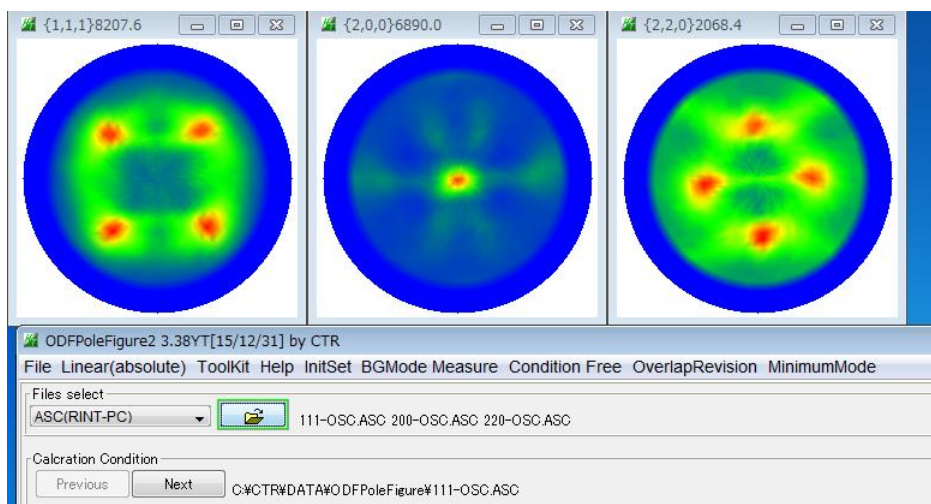 {1,1,1}8207.6
{2,0,0}6890.0
{2,2,0}2068.4
ODFPoleFigure2 3.38YT[15/12/31] by CTR
File Linear(absolute) ToolKit Help InitSet BGMode Measure Condition Free OverlapRevision MinimumMode
Files select
ASC(RINT-PC)
111-OSC.ASC 200-OSC.ASC 220-OSC.ASC
Calcration Condition
Previous Next C:¥CTR¥DATA¥ODFPoleFigure¥111-OSC.ASC